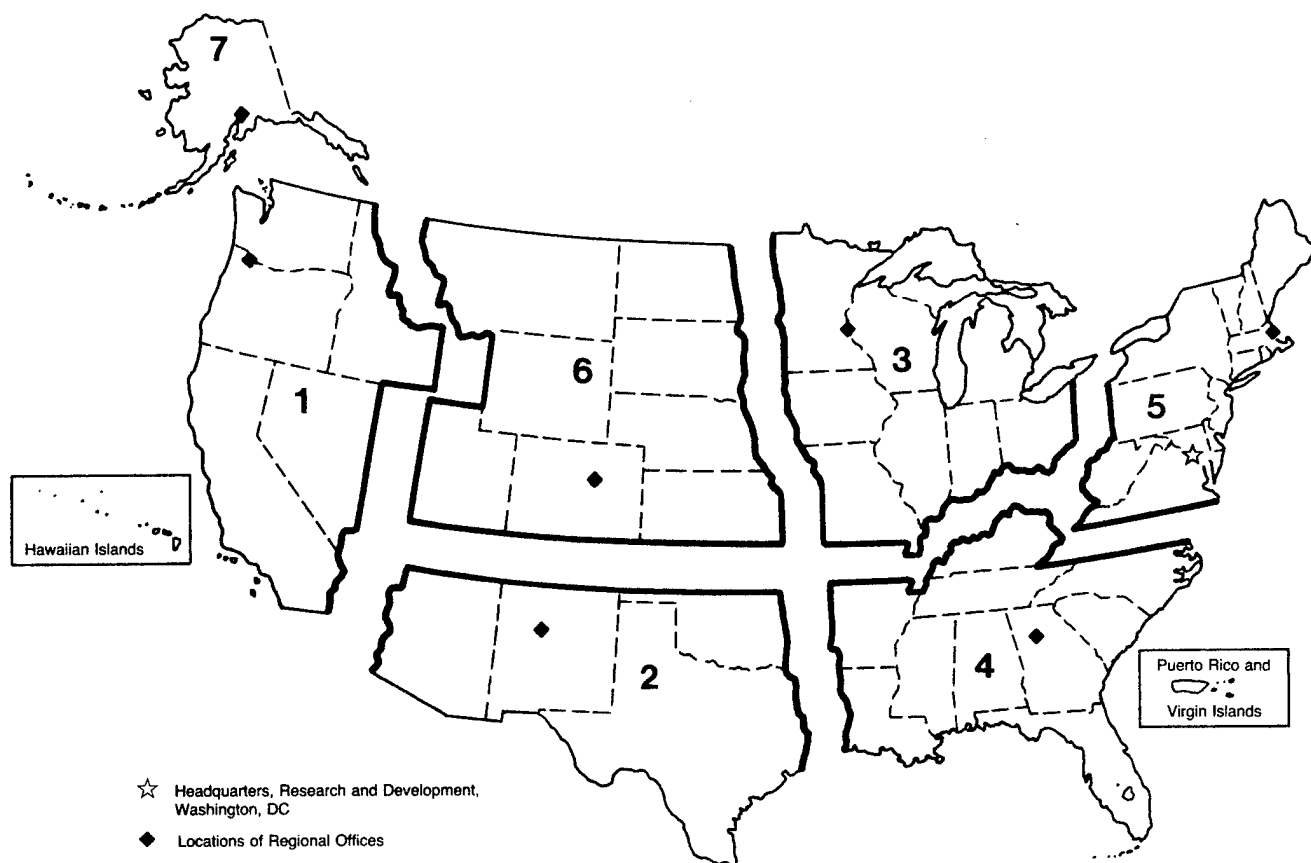 7
6
3
1
5
Hawaiian Islands
2
4
Puerto Rico and
Virgin Islands
Headquarters, Research and Development,
Washington, DC
Locations of Regional Offices